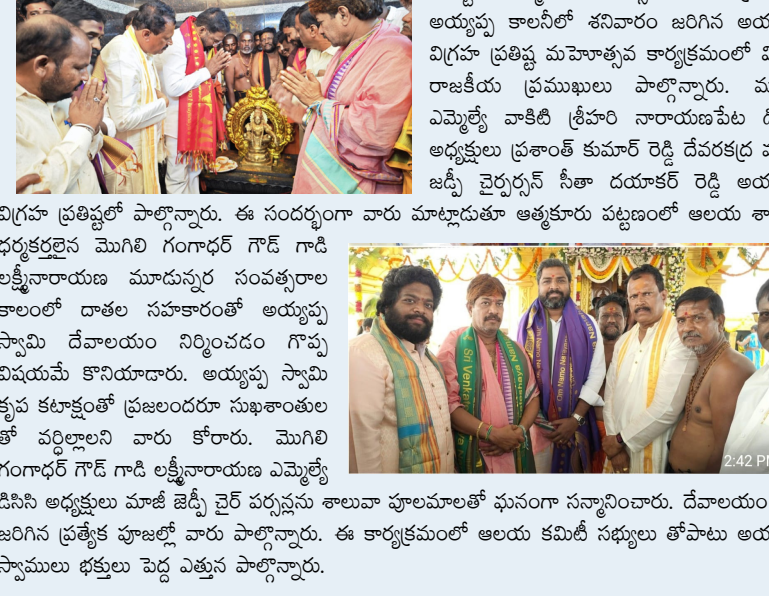 అయ్యప్ప కాలనీలో శనివారం జరిగిన
విగ్రహ ప్రతిష్ట మహెూత్సవ కార్యక్రమంలో
రాజకీయ ప్రముఖులు పాల్గొన్నారు.
ఎమ్మెల్యే వాకిటి శ్రీహరి నారాయణపేట
అధ్యక్షులు ప్రశాంత్ కుమార్ రెడ్డి దేవరకద్ర
జడ్పీ చైర్పర్సన్ సీతా దయాకర్ రెడ్డి
విగ్రహ ప్రతిష్టలో పాల్గొన్నారు. ఈ సందర్భంగా వారు మాట్లాడుతూ ఆత్మకూరు పట్టణంలో ఆలయ
ధర్మకర్తలైన మొగిలి గంగాధర్ గౌడ్ గాడి
లక్ష్మీనారాయణ మూడున్నర సంవత్సరాల
కాలంలో దాతల సహకారంతో అయ్యప్ప
స్వామి దేవాలయం నిర్మించడం గొప్ప
విషయమే కొనియాడారు. అయ్యప్ప స్వామి
కృప కటాక్షంతో ప్రజలందరూ సుఖశాంతుల
తో వర్ధిల్లాలని వారు కోరారు. మొగిలి
గంగాధర్ గౌడ్ గాడి లక్ష్మీనారాయణ ఎమ్మెల్యే
2:42 PM
డిసిసి అధ్యక్షులు మాజీ జెడ్పీ చైర్ పర్సన్లను శాలువా పూలమాలతో ఘనంగా సన్మానించారు. దేవాలయం
జరిగిన ప్రత్యేక పూజల్లో వారు పాల్గొన్నారు. ఈ కార్యక్రమంలో ఆలయ కమిటీ సభ్యులు తోపాటు
స్వాములు భక్తులు పెద్ద ఎత్తున పాల్గొన్నారు.